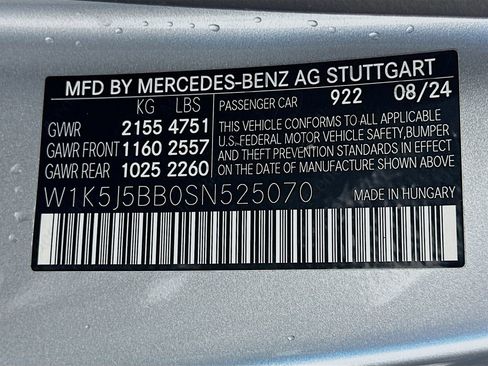 MFD BY MERCEDES-BENZ AG STUTTGART
KG LBS
GVWR 2155 4751
GAWR FRONT 1160 2557
GAWR REAR 1025 2260
PASSENGER CAR 922 08/24
THIS VEHICLE CONFORMS TO ALL APPLICABLE
U.S. FEDERAL MOTOR VEHICLE SAFETY, BUMPER
AND THEFT PREVENTION STANDARDS IN EFFECT
ON THE DATE OF MANUFACTURE SHOWN ABOVE
W1K5J5BB0SN525070
MADE IN HUNGARY